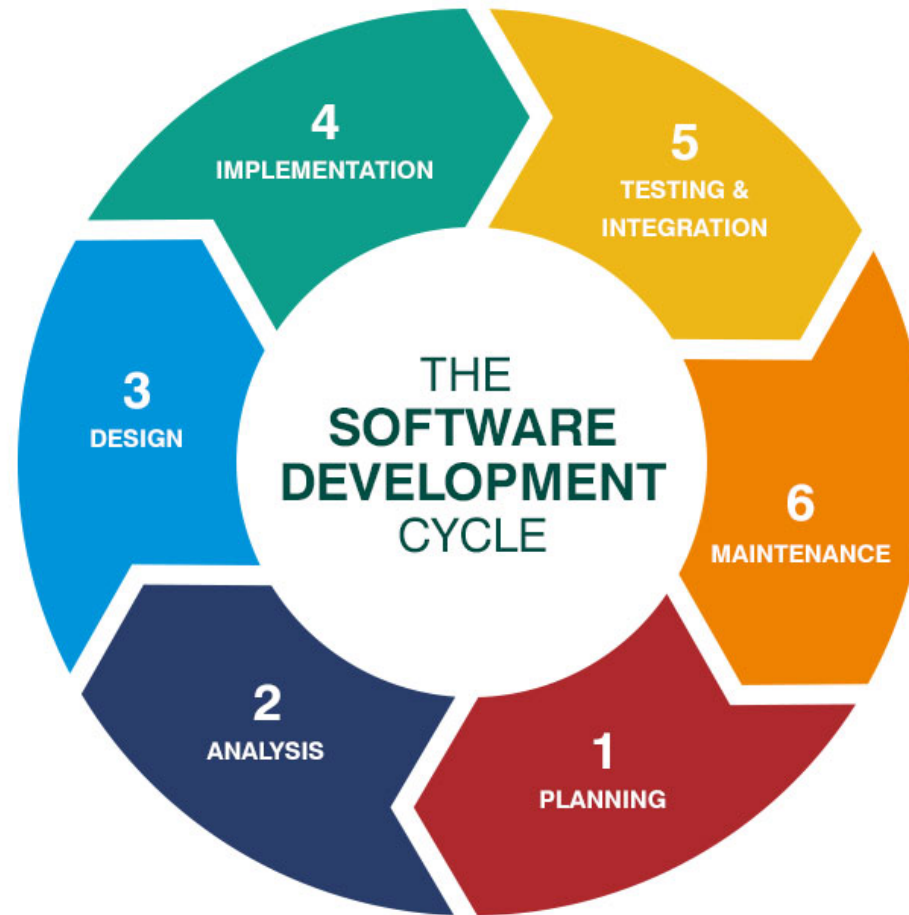 THE
SOFTWARE
DEVELOPMENT
CYCLE
1
PLANNING
2
ANALYSIS
3
DESIGN
4
IMPLEMENTATION
5
TESTING &
INTEGRATION
6
MAINTENANCE